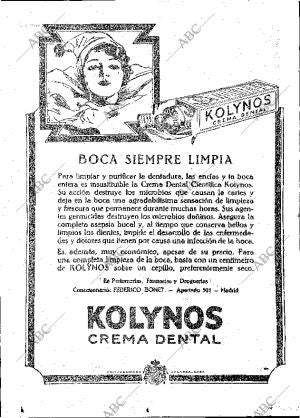 KOLYNOS
CREMA DENTAL
BOCA SIEMPRE LIMPIA
Para limpiar y purificar la dentadura, las encías y la boca
entera es insustituible la Crema Dental Científica Kolynos.
Su acción destruye los microbios que causan la caries y
deja en la boca una agradabilísima sensación de limpieza
y frescura que permanece durante muchas horas. Sus agen-
germicidas destruyen los microbios dañinos. Asegura la
completa asepsia bucal y, al tiempo que conserva bellos y
limpios los dientes, impide el desarrollo de las enfermeda-
des y dolores que tienen por causa una infección de la boca.
Es, además, muy económico, apesar de su precio. Para
una completa limpieza de la boca, basta con un centímetro
de KOLYNOS sobre un cepillo, preferentemente seco.
En Perfumerías, Farmacias y Droguerías
Concesionario: FEDERICO BONET. - Apartado 501 - Madrid
KOLYNOS
CREMA DENTAL
ABC